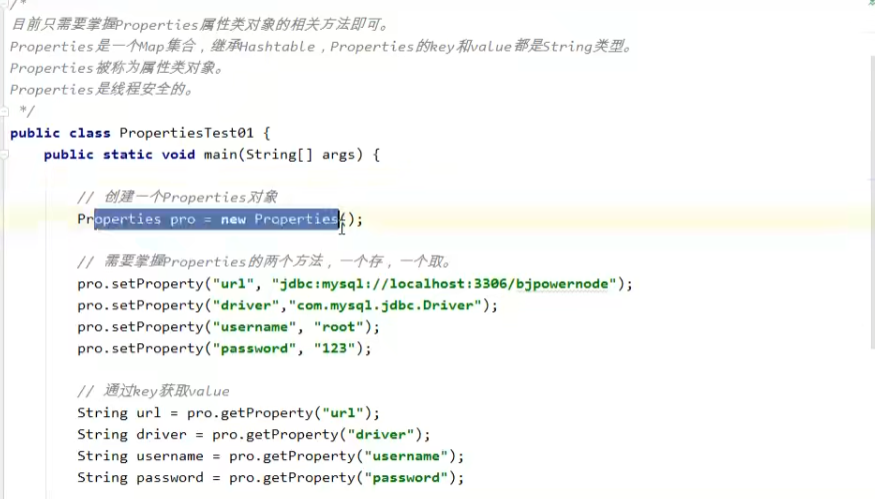 /*
目前只需要掌握Properties属性类对象的相关方法即可。
Properties是一个Map集合，继承Hashtable，Properties的key和value都是String类型。
Properties被称为属性类对象。
Properties是线程安全的。
*/
public class PropertiesTest01 {
public static void main(String[] args) {
// 创建一个Properties对象
Properties pro = new Properties();
// 需要掌握Properties的两个方法，一个存，一个取。
pro.setProperty("url", "jdbc:mysql://localhost:3306/bjpowernode");
pro.setProperty("driver","com.mysql.jdbc.Driver");
pro.setProperty("username", "root");
pro.setProperty("password", "123");
// 通过key获取value
String url = pro.getProperty("url");
String driver = pro.getProperty("driver");
String username = pro.getProperty("username");
String password = pro.getProperty("password");